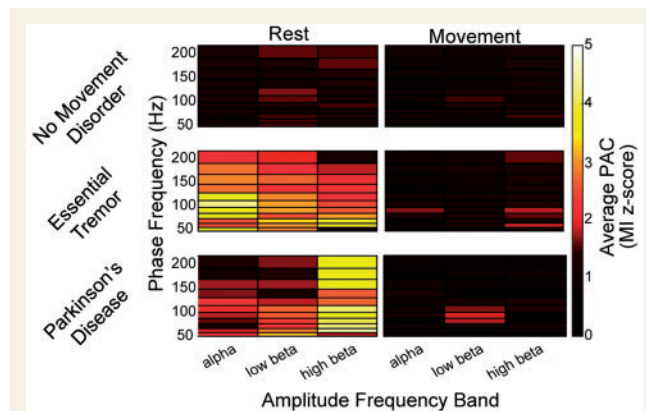 Rest Movement
No Movement Disorder
Essential Tremor
Parkinson's Disease
Phase Frequency (Hz)
200
150
100
50
200
150
100
50
200
150
100
50
alpha low beta high beta alpha low beta high beta
Amplitude Frequency Band
5
4
3
2
1
0
Average PAC
(MI z-score)